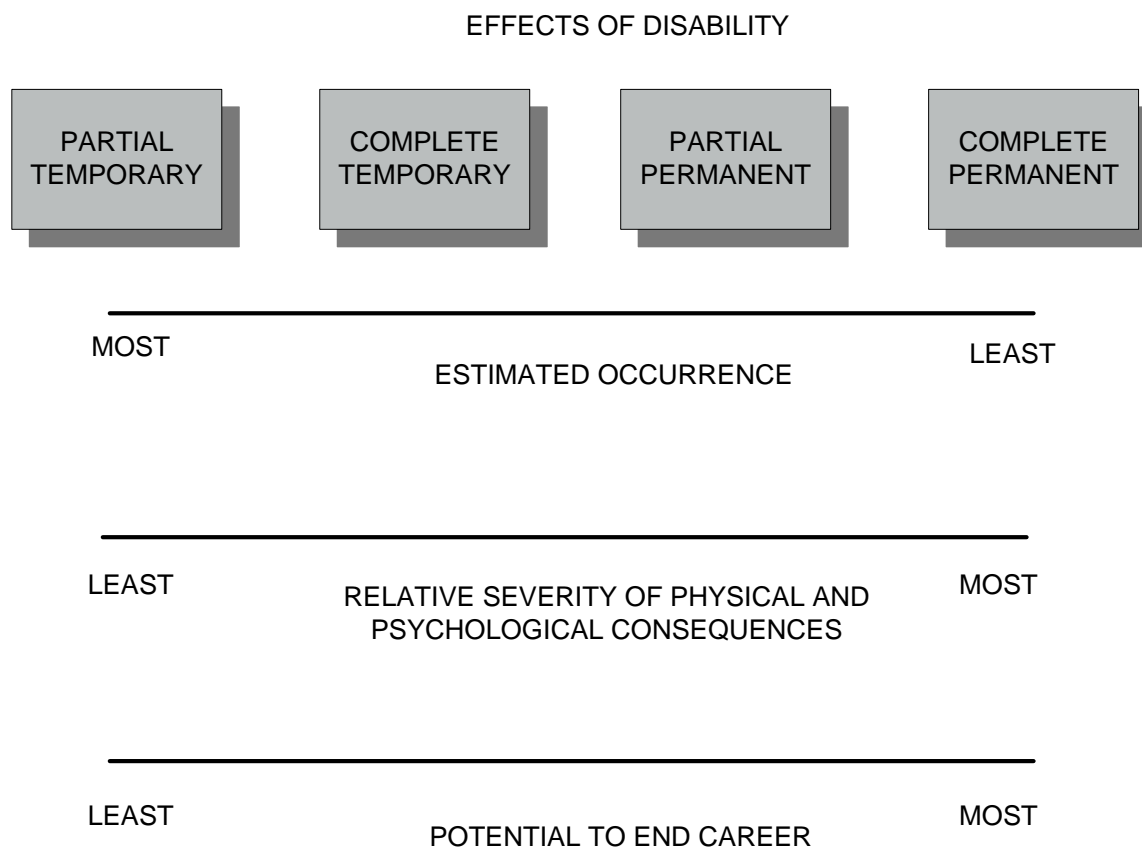 EFFECTS OF DISABILITY
PARTIAL
TEMPORARY
COMPLETE
TEMPORARY
PARTIAL
PERMANENT
COMPLETE
PERMANENT
MOST
LEAST
ESTIMATED OCCURRENCE
LEAST
MOST
RELATIVE SEVERITY OF PHYSICAL AND
PSYCHOLOGICAL CONSEQUENCES
LEAST
MOST
POTENTIAL TO END CAREER